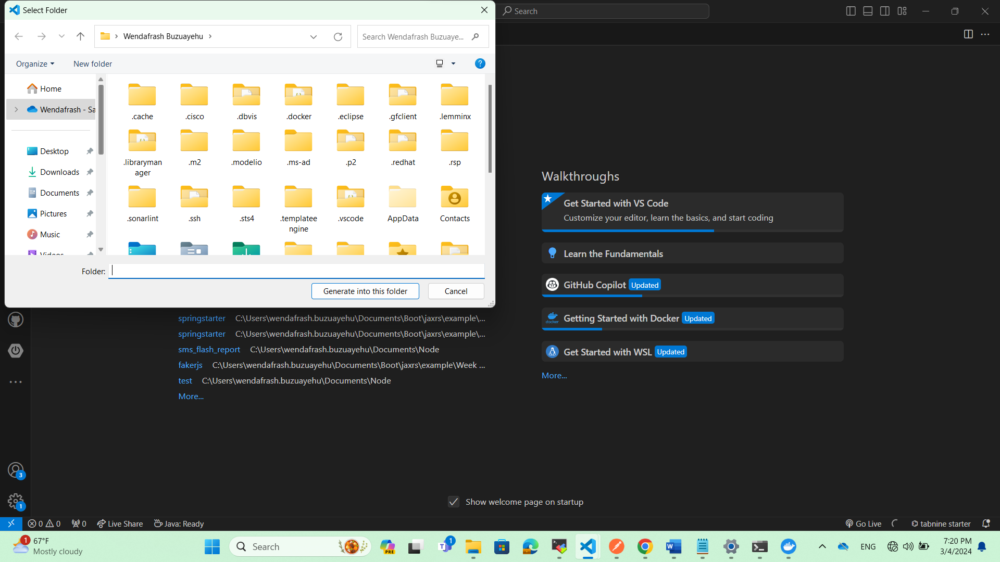 Select Folder
Search
Wendafrash Buzuayehu
Search Wendafrash Buzuaye...
Organize
New folder
?
Home
Wendafrash - Sa
Desktop
Downloads
Documents
Pictures
Music
Videos
.cache
.cisco
.dbvis
.docker
.eclipse
.gfclient
.lemminx
.libraryman
ager
.m2
.modelio
.ms-ad
.p2
.redhat
.rsp
.sonarlint
.ssh
.sts4
.templatee
ngine
.vscode
AppData
Contacts
Folder:
Generate into this folder
Cancel
springstarter C:\Users\wendafrash.buzuayehu\Documents\Boot\jaxrs\example\...
springstarter C:\Users\wendafrash.buzuayehu\Documents\Boot\jaxrs\example\...
sms_flash_report C:\Users\wendafrash.buzuayehu\Documents\Node
fakerjs C:\Users\wendafrash.buzuayehu\Documents\Boot\jaxrs\example\Week ...
test C:\Users\wendafrash.buzuayehu\Documents\Node
More...
Walkthroughs
Get Started with VS Code
Customize your editor, learn the basics, and start coding
Learn the Fundamentals
GitHub Copilot Updated
docker
Getting Started with Docker Updated
Get Started with WSL Updated
More...
3
1
Show welcome page on startup
0 0 0 Live Share Java: Ready
Go Live tabnine starter
1
67°F
Mostly cloudy
Search
PRE
1
ENG
7:20 PM
3/4/2024